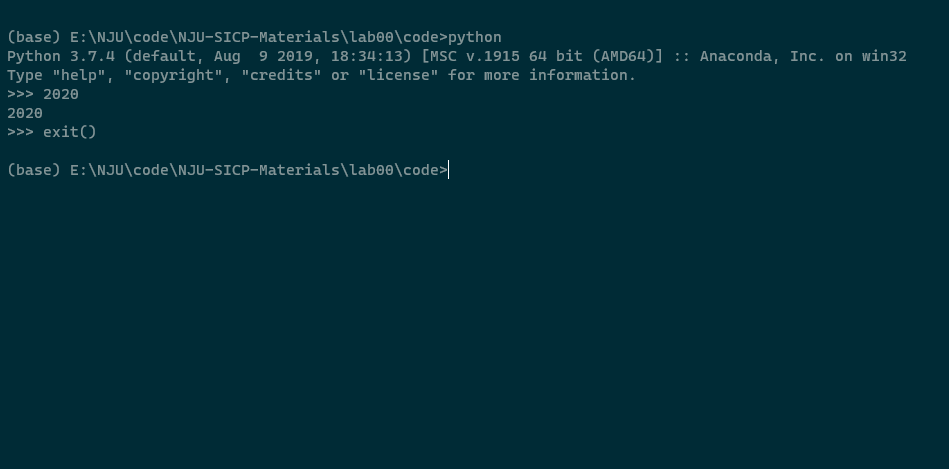 (base) E:\NJU\code\NJU-SICP-Materials\lab00\code>python
Python 3.7.4 (default, Aug  9 2019, 18:34:13) [MSC v.1915 64 bit (AMD64)] :: Anaconda, Inc. on win32
Type "help", "copyright", "credits" or "license" for more information.
>>> 2020
2020
>>> exit()
(base) E:\NJU\code\NJU-SICP-Materials\lab00\code>